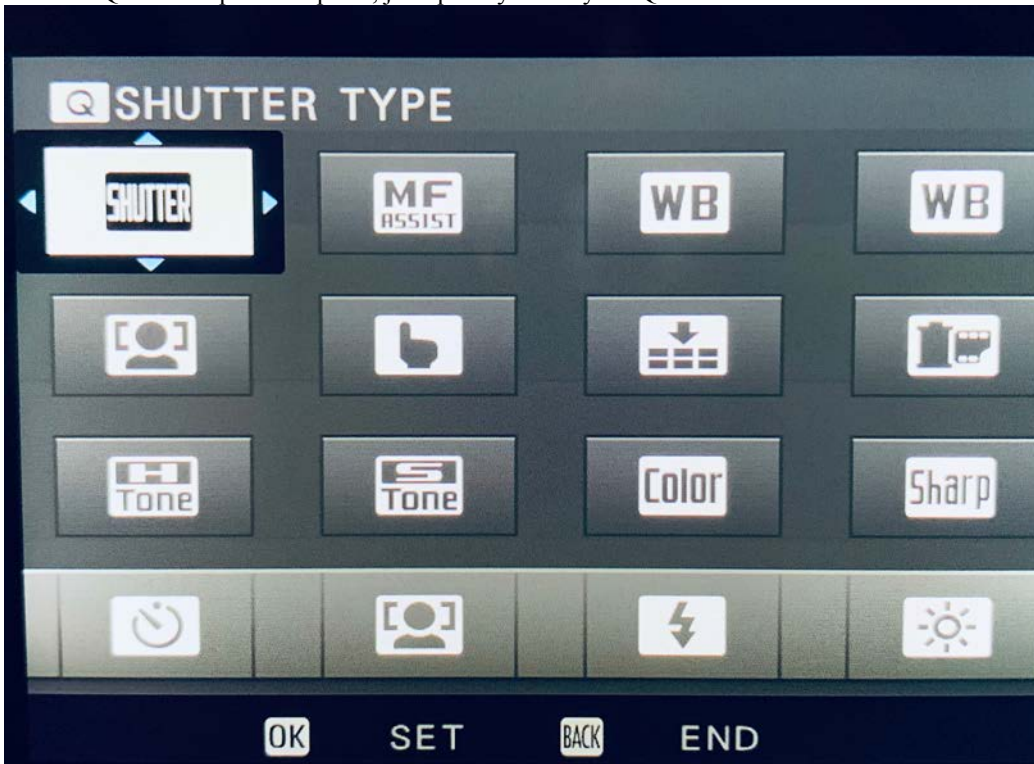 Q SHUTTER TYPE
SHUTTER MF ASSIST WB WB
H Tone S Tone Color Sharp
OK SET BACK END